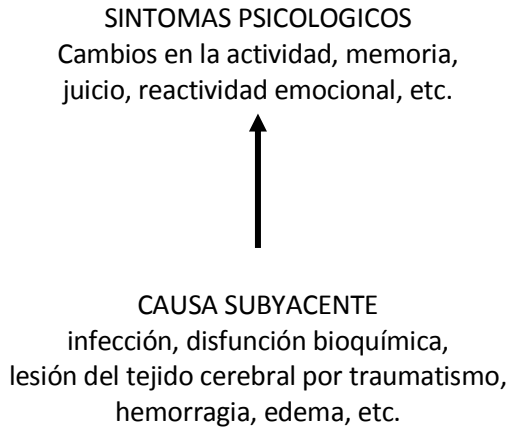 SINTOMAS PSICOLOGICOS
Cambios en la actividad, memoria,
juicio, reactividad emocional, etc.
CAUSA SUBYACENTE
infección, disfunción bioquímica,
lesión del tejido cerebral por traumatismo,
hemorragia, edema, etc.